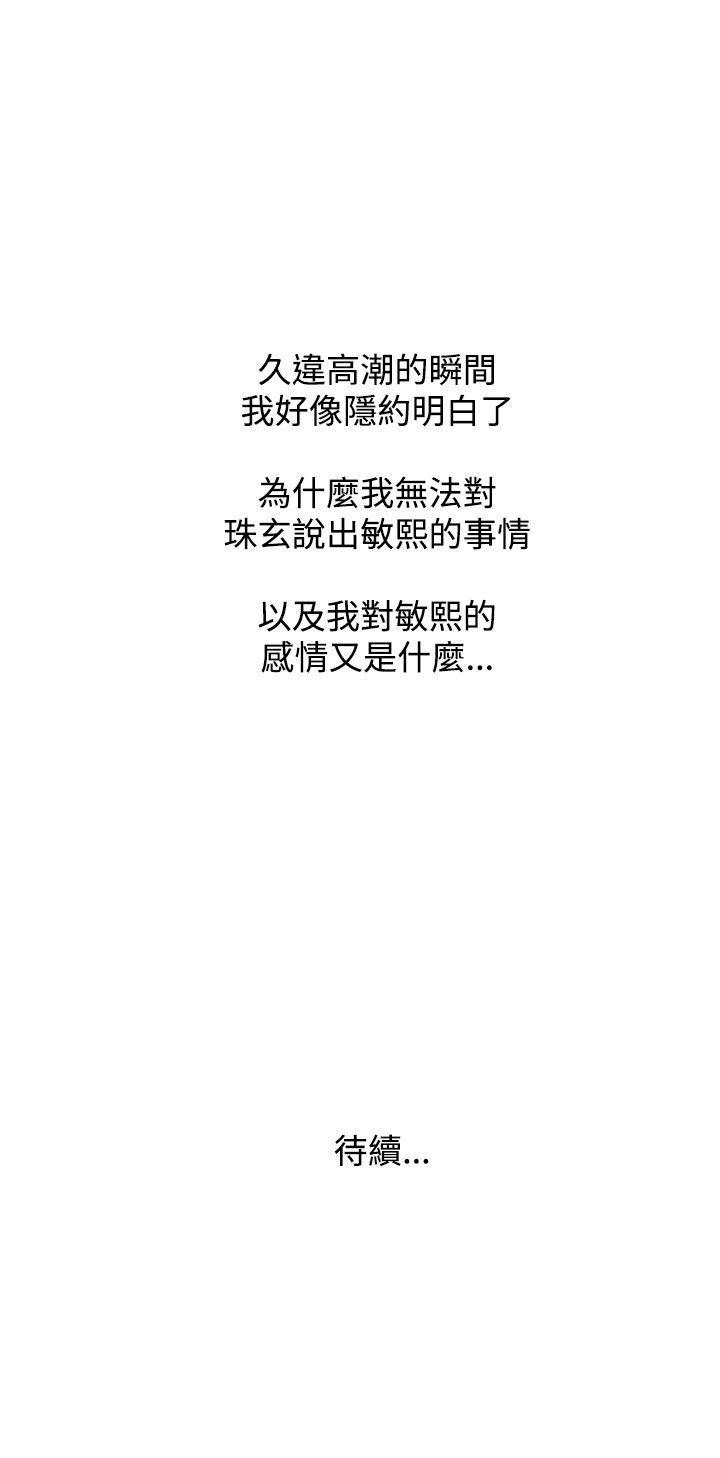 久違高潮的瞬間
我好像隱約明白了
為什麼我無法對
珠玄說出敏熙的事情
以及我對敏熙的
感情又是什麼...
待續...